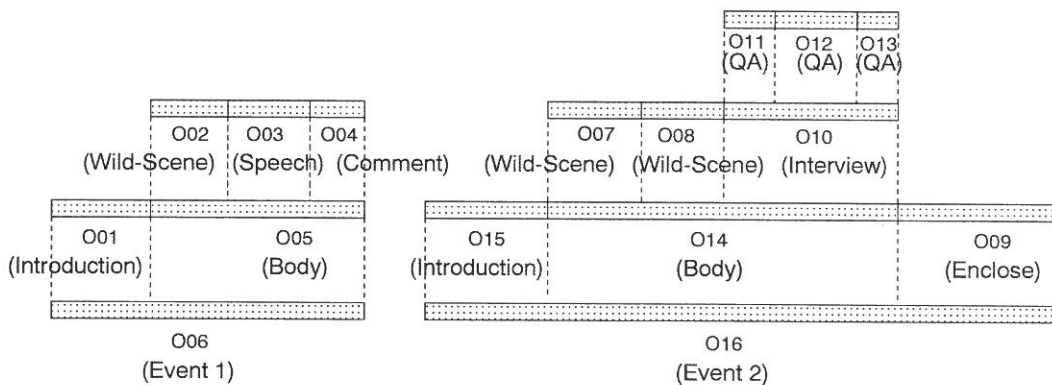 O11 O12 O13
(QA) (QA) (QA)
O02 O03 O04
(Wild-Scene) (Speech) (Comment)
O07 O08 O10
(Wild-Scene) (Wild-Scene) (Interview)
O01 O05
(Introduction) (Body)
O15 O14 O09
(Introduction) (Body) (Enclose)
O06
(Event 1)
O16
(Event 2)